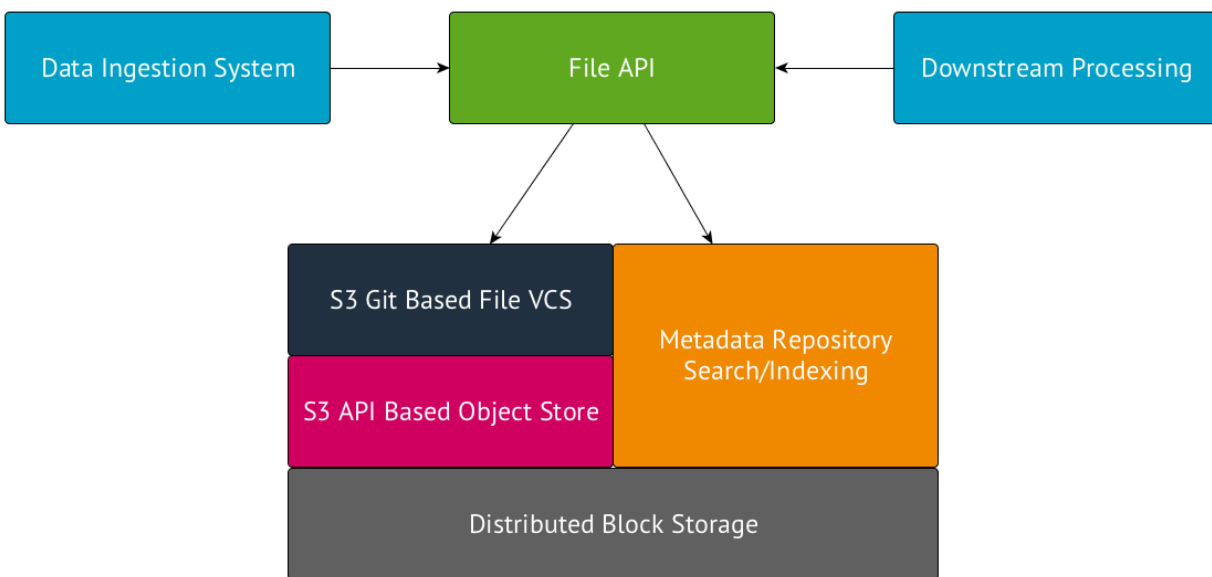 Data Ingestion System
File API
Downstream Processing
S3 Git Based File VCS
Metadata Repository
Search/Indexing
S3 API Based Object Store
Distributed Block Storage